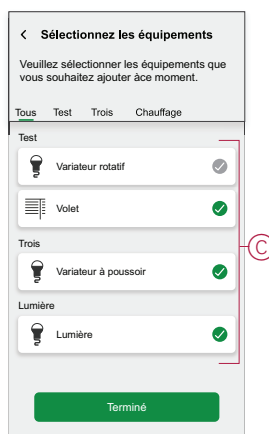 Sélectionnez les équipements
Veuillez sélectionner les équipements que
vous souhaitez ajouter àce moment.
Tous Test Trois Chauffage
Test
Variateur rotatif
Volet
Trois
Variateur à poussoir
Lumière
Lumière
Terminé
C